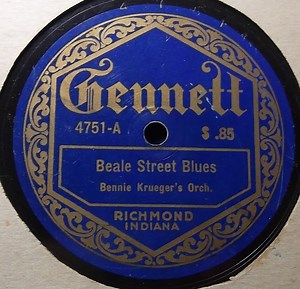 Gennett
4751-A $ .85
Beale Street Blues
Bennie Krueger's Orch.
RICHMOND
INDIANA